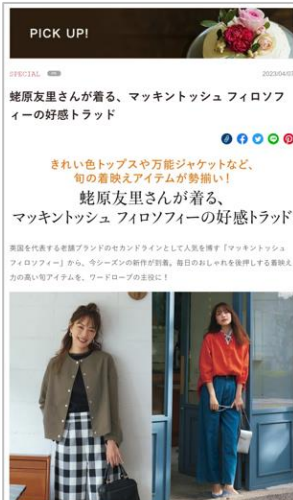 PICK UP!
SPECIAL
2023/04/07
蛯原友里さんが着る、マッキントッシュ フィロソフ
ィーの好感トラッド
きれい色トップスや万能ジャケットなど、
旬の着映えアイテムが勢揃い！
蛯原友里さんが着る、
マッキントッシュ フィロソフィーの好感トラッド
英国を代表する老舗ブランドのセカンドラインとして人気を博す「マッキントッシュ
フィロソフィー」から、今シーズンの新作が到着。毎日のおしゃれを後押しする着映え
力の高い旬アイテムを、ワードローブの主役に！